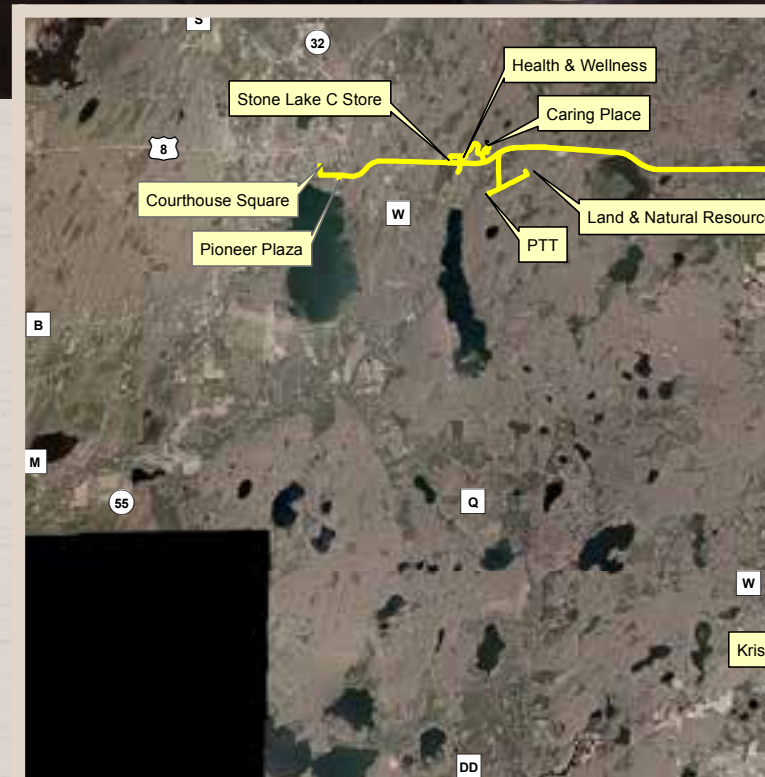 S
32
Health & Wellness
Stone Lake C Store
Caring Place
8
Courthouse Square
W
Land & Natural Resource
Pioneer Plaza
PTT
B
M
55
Q
W
Kris
DD